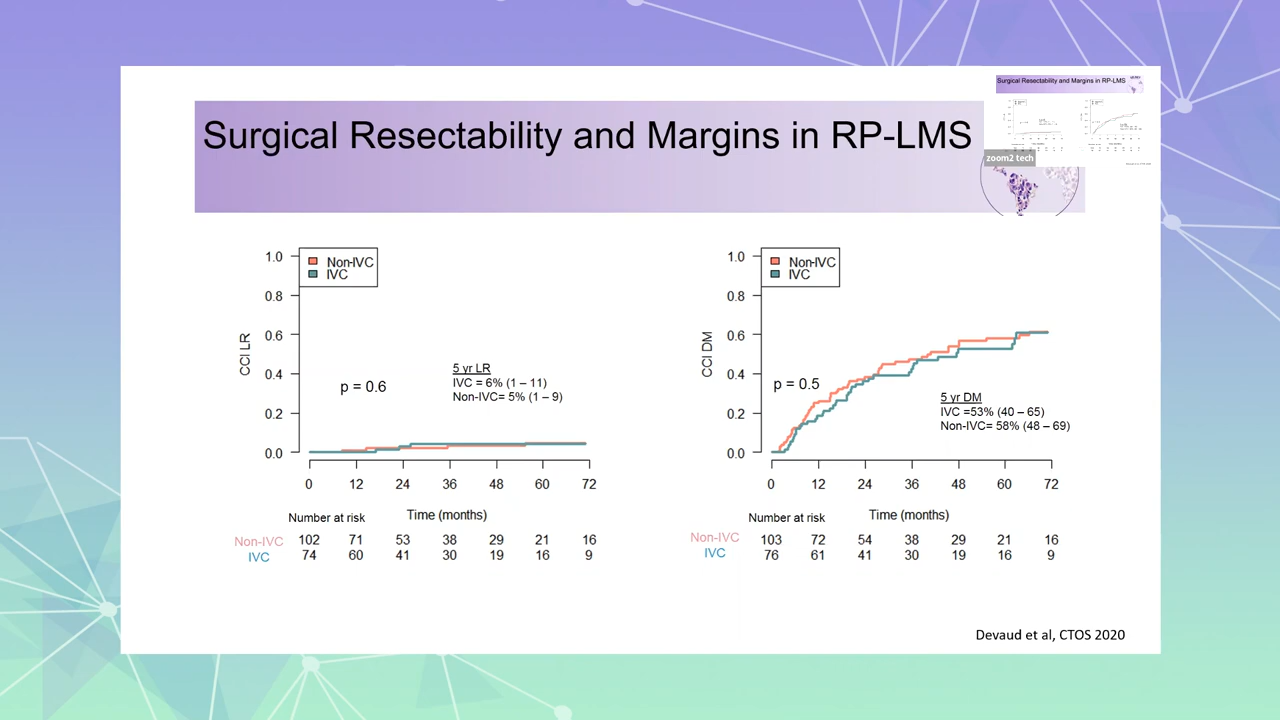 Surgical Resectability and Margins in RP-LMS
Surgical Resectability and Margins in RP-LMS
zoom2 tech
Non-IVC
IVC
1.0
0.8
0.6
0.4
0.2
0.0
CCI LR
p = 0.6
5 yr LR
IVC = 6% (1 – 11)
Non-IVC= 5% (1 – 9)
0 12 24 36 48 60 72
Number at risk
Time (months)
Non-IVC 102 71 53 38 29 21 16
IVC 74 60 41 30 19 16 9
Non-IVC
IVC
1.0
0.8
0.6
0.4
0.2
0.0
CCI DM
p = 0.5
5 yr DM
IVC =53% (40 – 65)
Non-IVC= 58% (48 – 69)
0 12 24 36 48 60 72
Number at risk
Time (months)
Non-IVC 103 72 54 38 29 21 16
IVC 76 61 41 30 19 16 9
Devaud et al, CTOS 2020